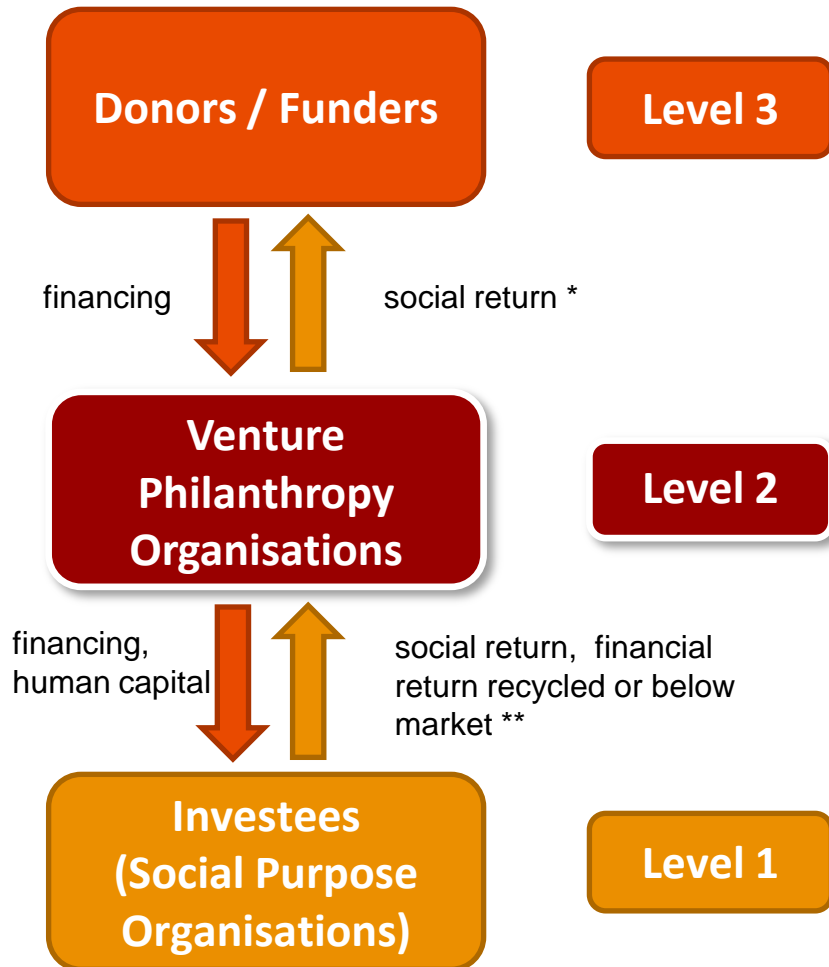 Donors / Funders
Level 3
financing
social return *
Venture
Philanthropy
Organisations
Level 2
financing,
human capital
social return,  financial
return recycled or below
market **
Investees
(Social Purpose
Organisations)
Level 1